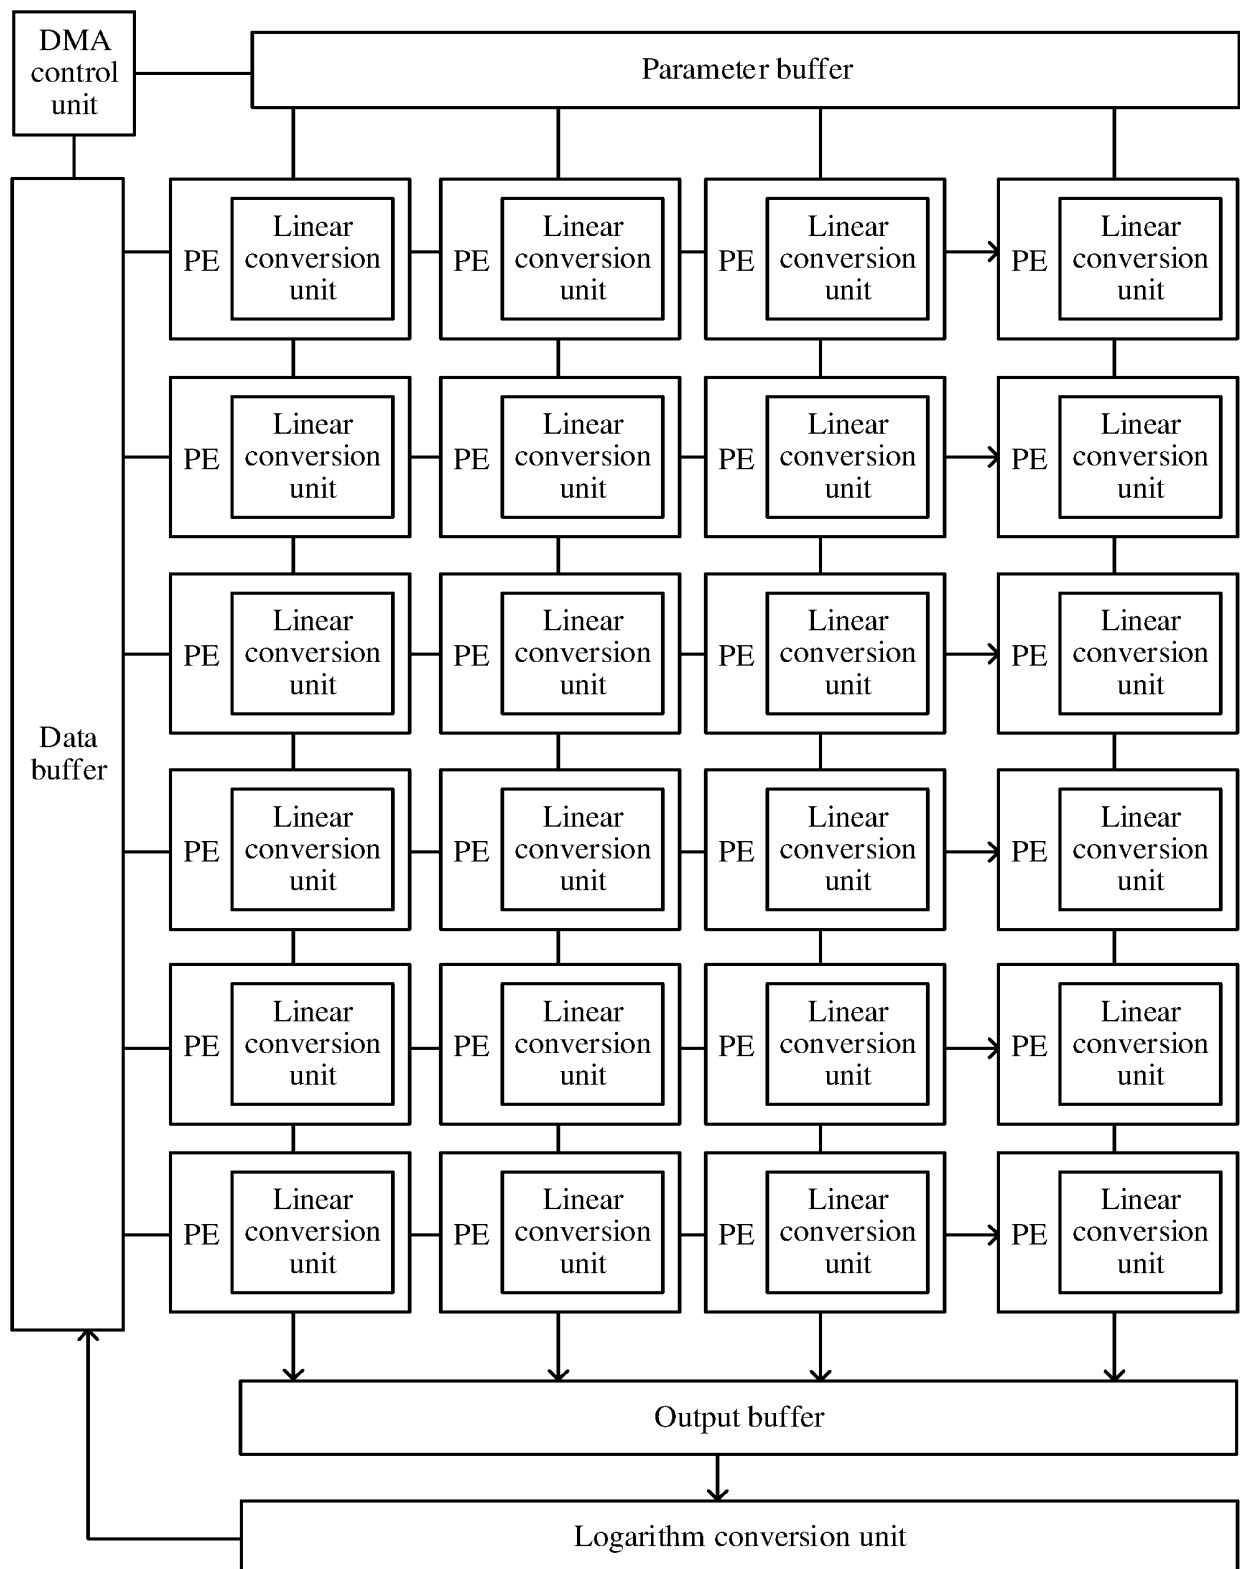 DMA
control
unit
Parameter buffer
Data
buffer
PE
Linear
conversion
unit
PE
Linear
conversion
unit
PE
Linear
conversion
unit
PE
Linear
conversion
unit
PE
Linear
conversion
unit
PE
Linear
conversion
unit
PE
Linear
conversion
unit
PE
Linear
conversion
unit
PE
Linear
conversion
unit
PE
Linear
conversion
unit
PE
Linear
conversion
unit
PE
Linear
conversion
unit
PE
Linear
conversion
unit
PE
Linear
conversion
unit
PE
Linear
conversion
unit
PE
Linear
conversion
unit
PE
Linear
conversion
unit
PE
Linear
conversion
unit
PE
Linear
conversion
unit
PE
Linear
conversion
unit
PE
Linear
conversion
unit
PE
Linear
conversion
unit
PE
Linear
conversion
unit
PE
Linear
conversion
unit
Output buffer
Logarithm conversion unit